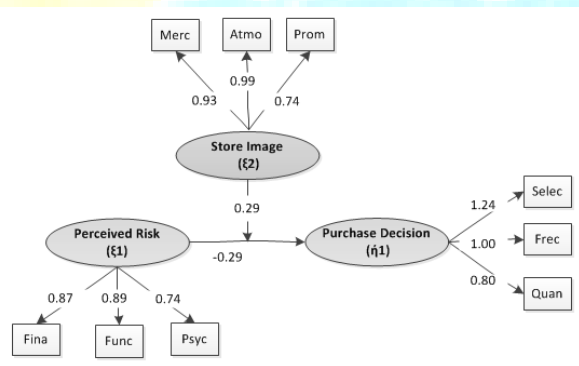 Merc
Atmo
Prom
0.93
0.99
0.74
Store Image
(ξ2)
0.29
Perceived Risk
(ξ1)
-0.29
Purchase Decision
(ή1)
1.24
1.00
0.80
Selec
Frec
Quan
0.87
0.89
0.74
Fina
Func
Psyc